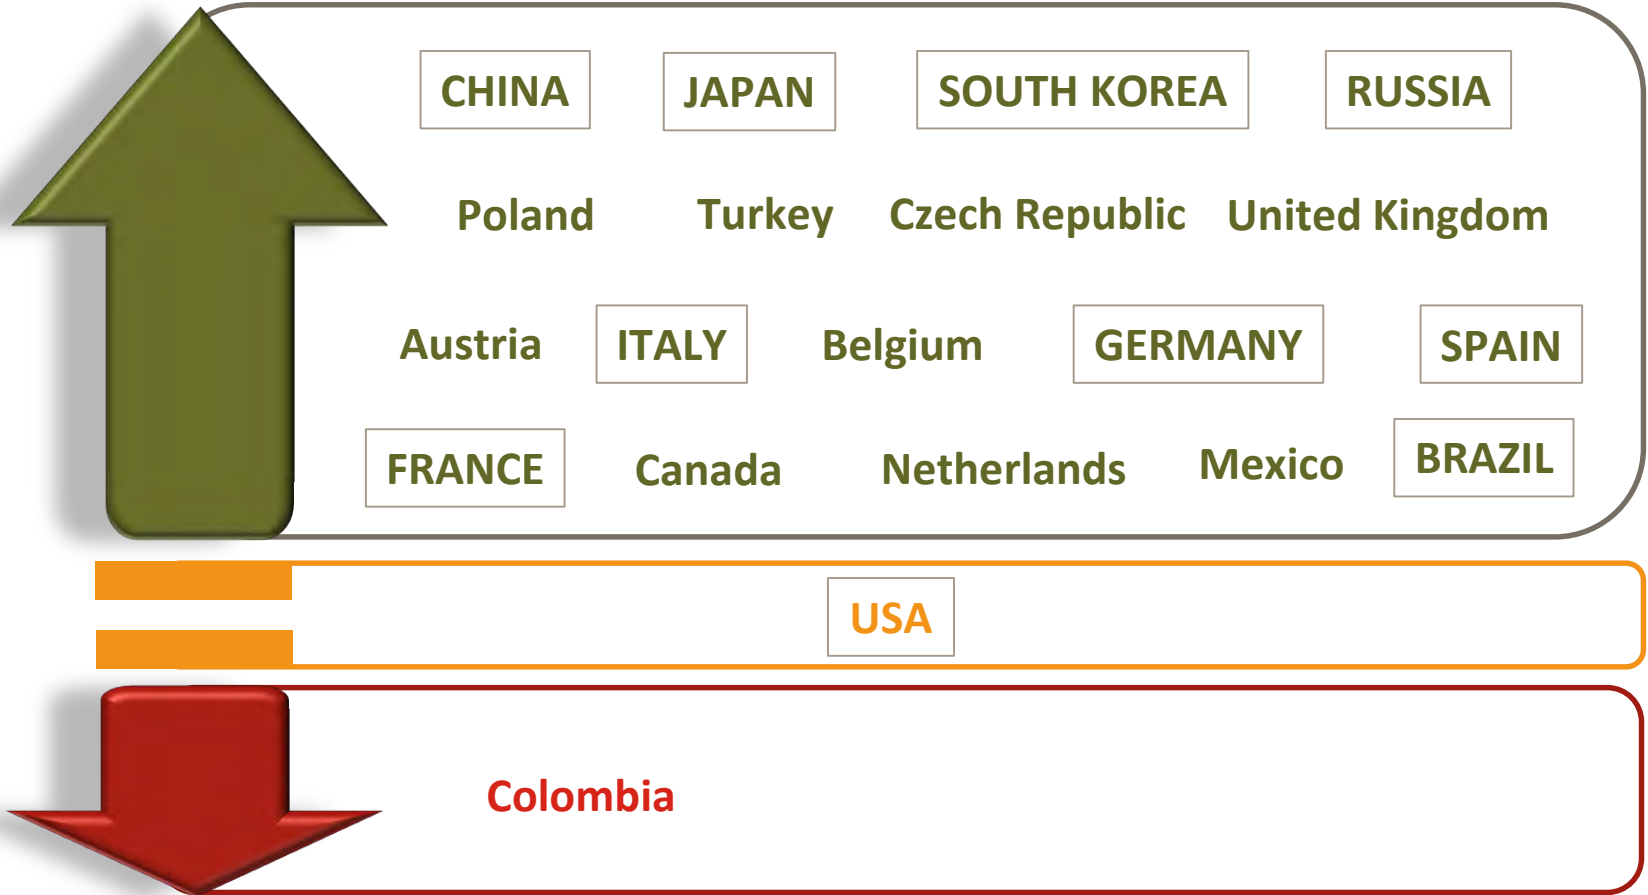 CHINA JAPAN SOUTH KOREA RUSSIA
Poland Turkey Czech Republic United Kingdom
Austria ITALY Belgium GERMANY SPAIN
FRANCE Canada Netherlands Mexico BRAZIL
USA
Colombia